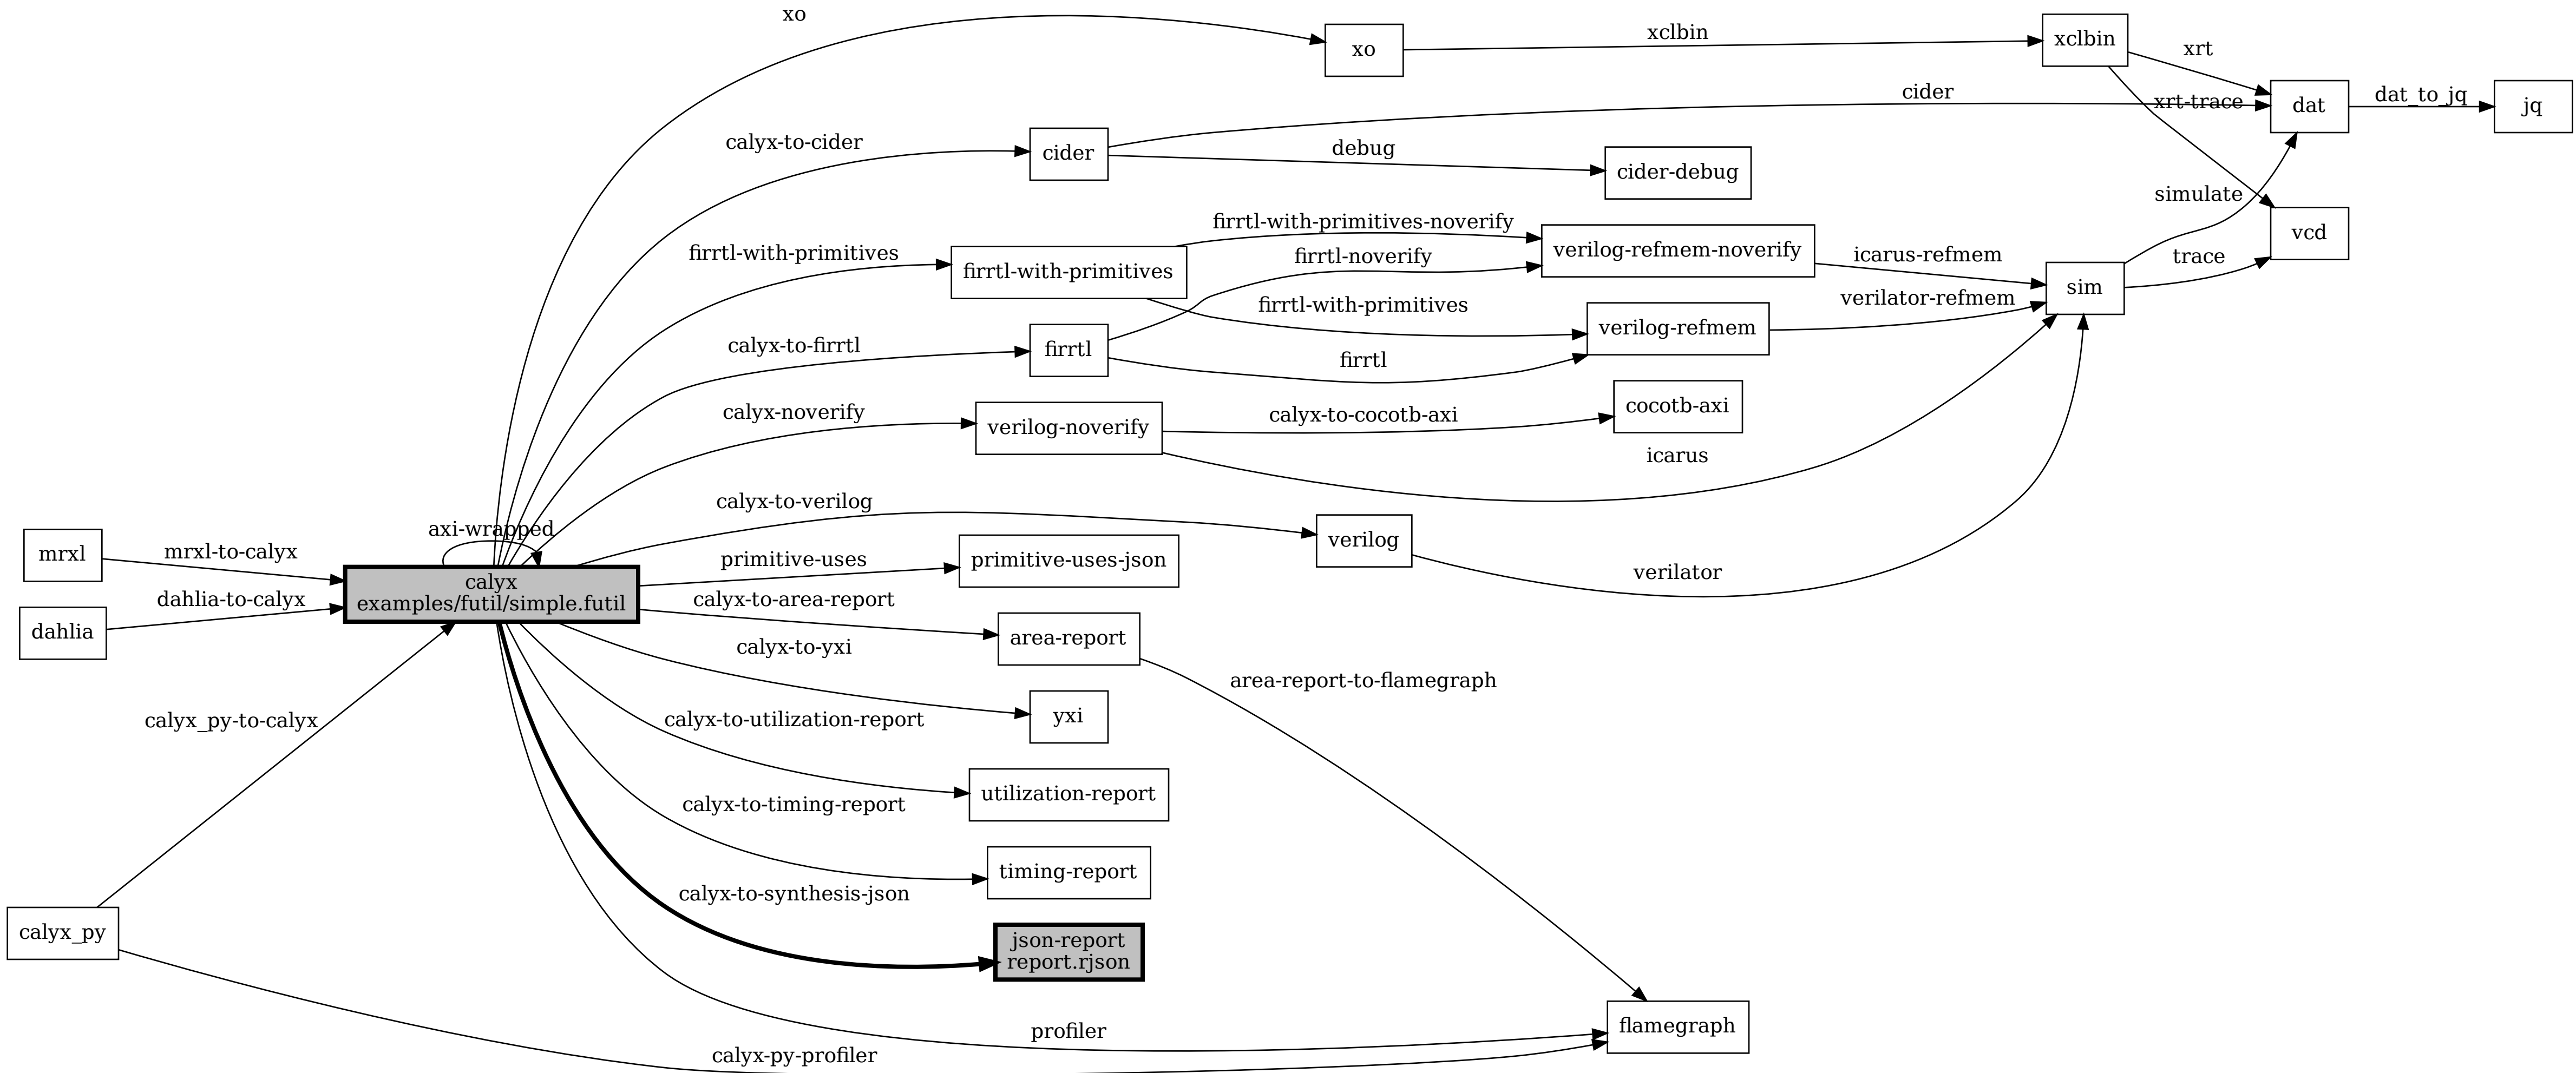 xo
xo
xclbin
xclbin
xrt
xrt-trace
cider
dat
dat_to_jq
jq
calyx-to-cider
cider
debug
cider-debug
simulate
vcd
firrtl-with-primitives
firrtl-with-primitives
firrtl-with-primitives-noverify
verilog-refmem-noverify
icarus-refmem
firrtl-noverify
trace
sim
firrtl-with-primitives
verilog-refmem
verilator-refmem
calyx-to-firrtl
firrtl
firrtl
calyx-noverify
verilog-noverify
calyx-to-cocotb-axi
cocotb-axi
icarus
calyx-to-verilog
verilog
verilator
axi-wrapped
mrxl
mrxl-to-calyx
primitive-uses
primitive-uses-json
calyx
examples/futil/simple.futil
dahlia
dahlia-to-calyx
calyx-to-area-report
area-report
area-report-to-flamegraph
calyx-to-yxi
yxi
calyx_py-to-calyx
calyx-to-utilization-report
utilization-report
calyx-to-timing-report
timing-report
calyx-to-synthesis-json
json-report
report.rjson
calyx_py
profiler
flamegraph
calyx-py-profiler